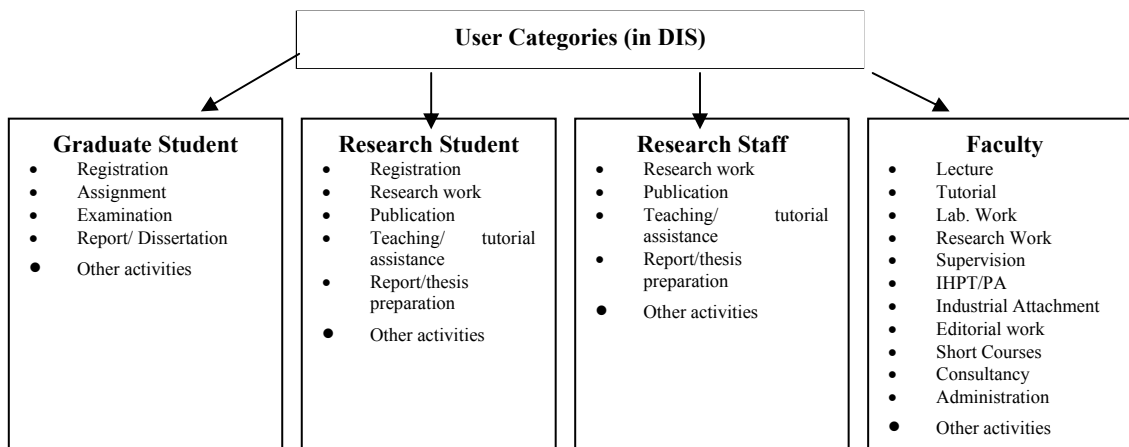 User Categories (in DIS)
Graduate Student
• Registration
• Assignment
• Examination
• Report/ Dissertation
• Other activities
Research Student
• Registration
• Research work
• Publication
• Teaching/ tutorial
assistance
• Report/thesis
preparation
• Other activities
Research Staff
• Research work
• Publication
• Teaching/ tutorial
assistance
• Report/thesis
preparation
• Other activities
Faculty
• Lecture
• Tutorial
• Lab. Work
• Research Work
• Supervision
• IHPT/PA
• Industrial Attachment
• Editorial work
• Short Courses
• Consultancy
• Administration
• Other activities